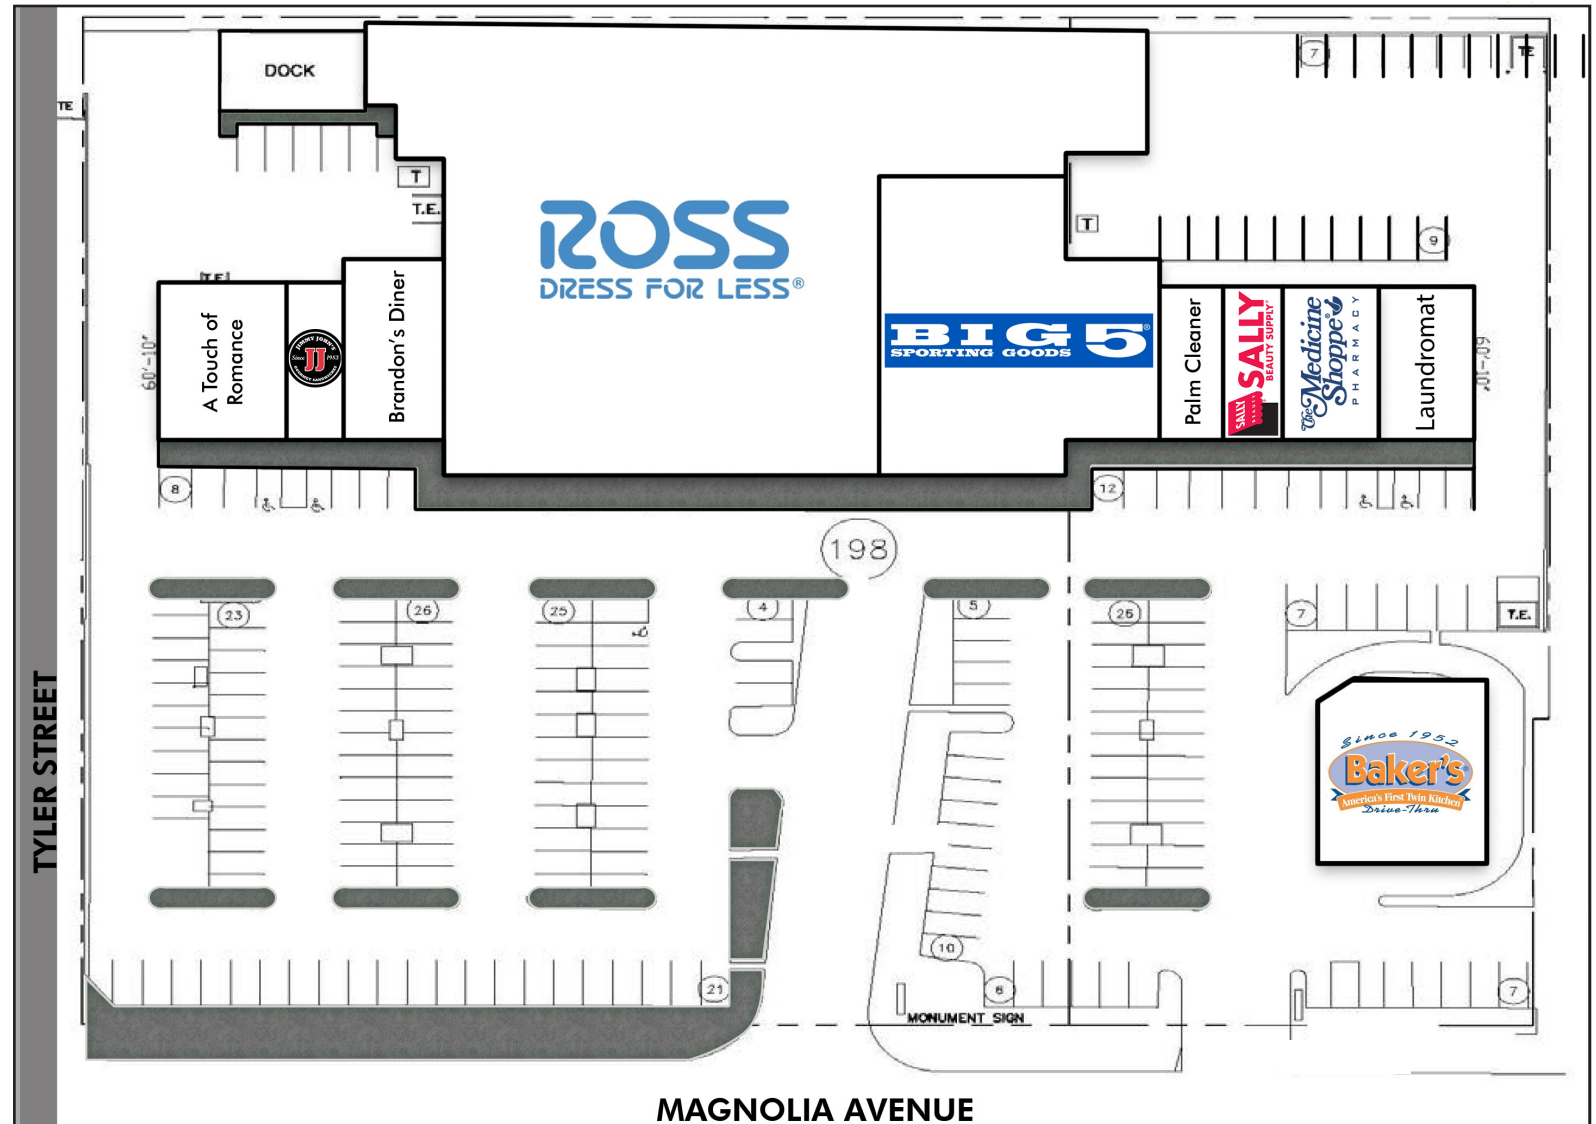 7
TE
DOCK
TE
T
T.E.
T
9
T.E.
ROSS
DRESS FOR LESS®
A Touch of
Romance
JIMMY JOHN'S
Since JJ 1983
Brandon's Diner
BIG 5®
SPORTING GOODS
Palm Cleaner
SALLY
SALLY
BEAUTY SUPPLY
The Medicine
Shoppe®
PHARMACY
Laundromat
60'-10"
60'-10"
8
12
198
23
26
25
4
5
26
7
T.E.
Since 1952
Baker's
America's First Twin Kitchen
Drive-Thru
TYLER STREET
10
21
6
7
MONUMENT SIGN
MAGNOLIA AVENUE